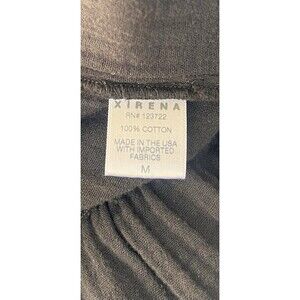 XIRENA
RN# 123722
100% COTTON
MADE IN THE USA
WITH IMPORTED
FABRICS
M